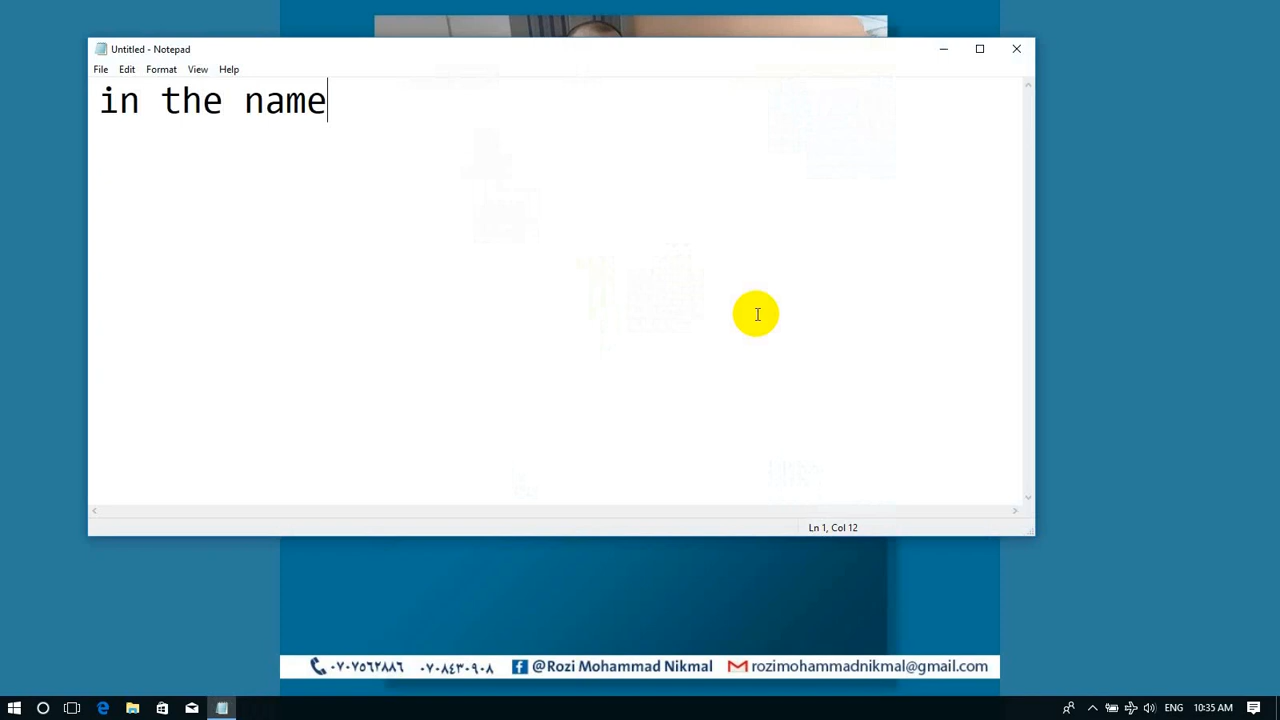 Untitled - Notepad
File Edit Format View Help
in the name
Ln 1, Col 12
۰۷۰۷۵۶۲۸۸۶ ۰۷۰۸۴۳۰۹۰۸ @Rozi Mohammad Nikmal rozimohammadnikmal@gmail.com
ENG 10:35 AM